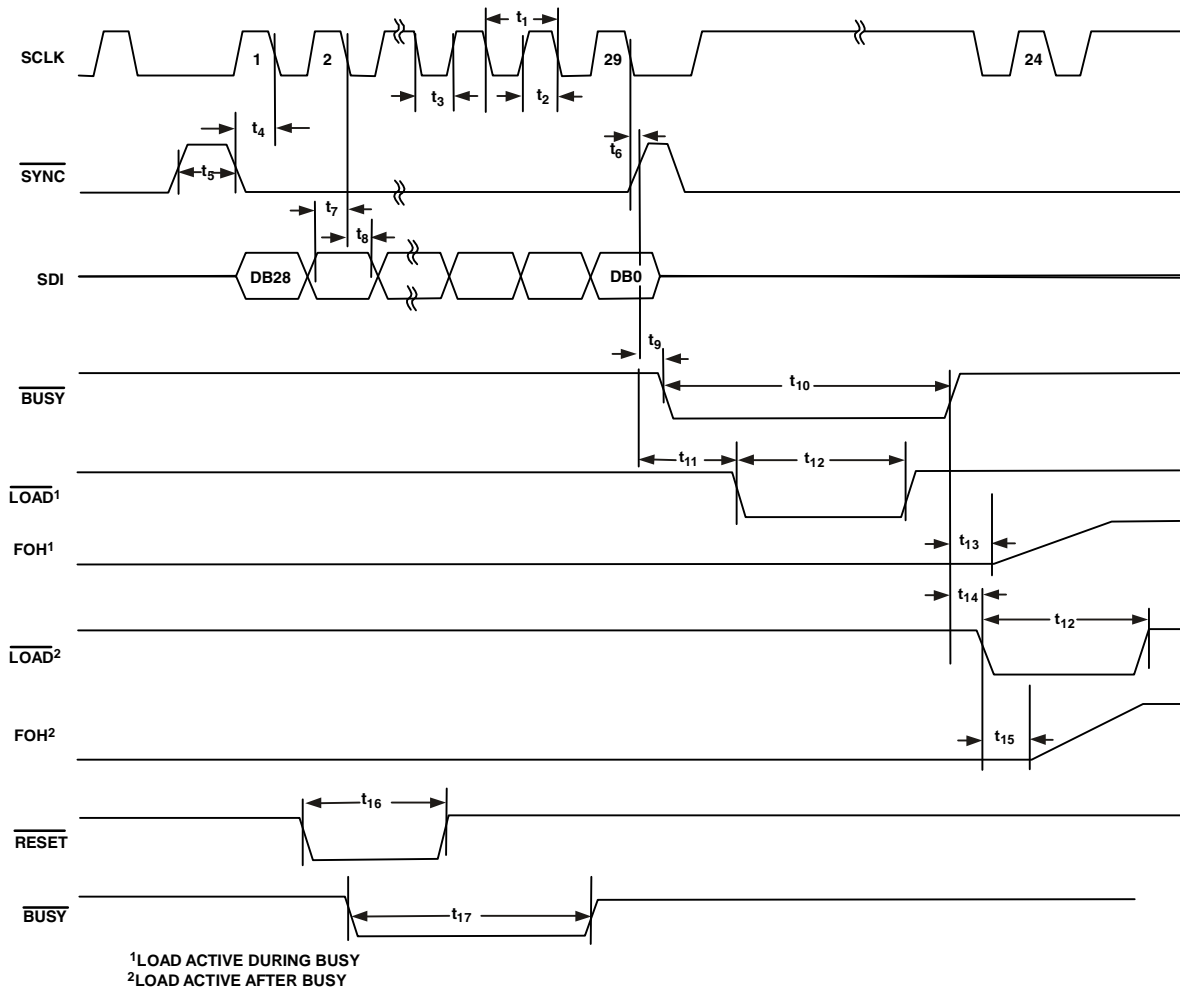 t1
SCLK
1
2
29
24
t3
t2
t4
t6
SYNC
t5
t7
t8
SDI
DB28
DB0
t9
BUSY
t10
t11
t12
LOAD1
FOH1
t13
t14
LOAD2
t12
FOH2
t15
t16
RESET
BUSY
t17
1LOAD ACTIVE DURING BUSY
2LOAD ACTIVE AFTER BUSY